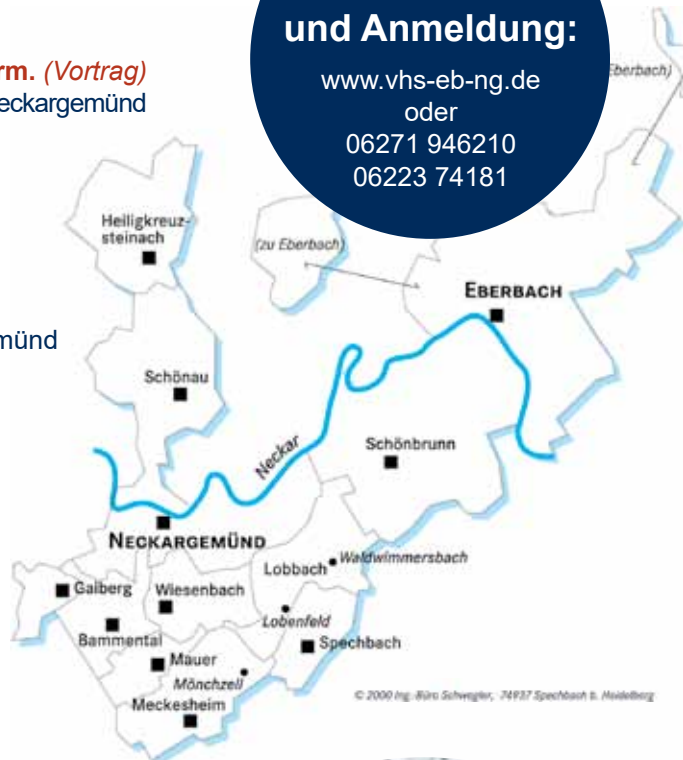 und Anmeldung:
www.vhs-eb-ng.de
oder
06271 946210
06223 74181
rm. (Vortrag)
eckargemünd
Eberbach)
Heiligkreuz-
steinach
(zu Eberbach)
EBERBACH
münd
Schönau
Neckar
Schönbrunn
NECKARGEMÜND
Waldwimmersbach
Lobbach
Gaiberg
Wiesenbach
Lobenfeld
Bammental
Spechbach
Mauer
Mönchzell
Meckesheim
© 2000 Ing.-Büro Schwegler, 74937 Spechbach b. Heidelberg